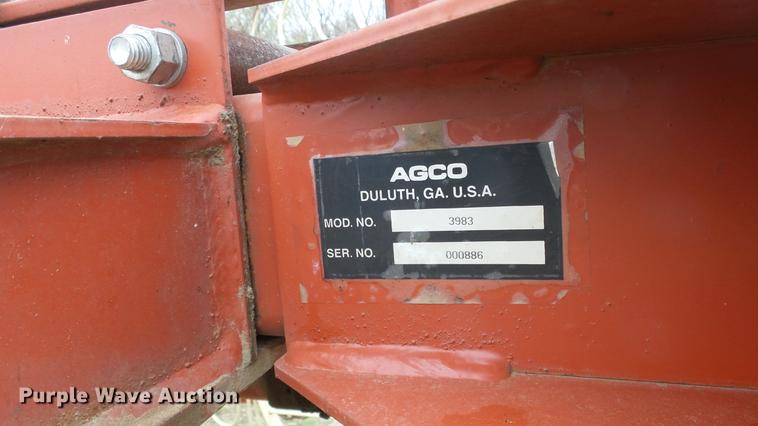 AGCO
DULUTH, GA. U.S.A.
MOD. NO. 3983
SER. NO. 000886
Purple Wave Auction